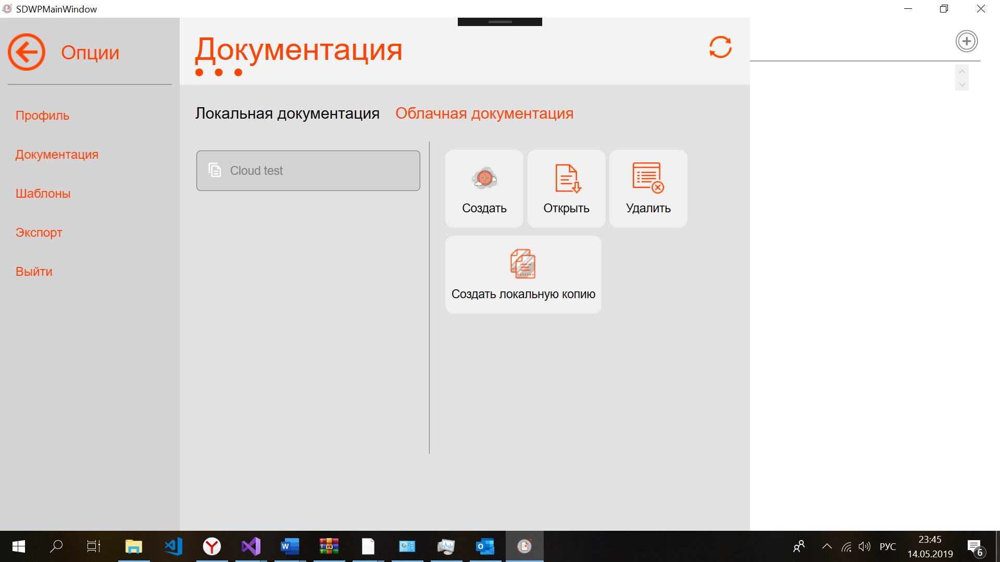 SDWPMainWindow
Опции
Документация
Профиль
Документация
Шаблоны
Экспорт
Выйти
Локальная документация
Облачная документация
Cloud test
Создать
Открыть
Удалить
Создать локальную копию
РУС
23:45
14.05.2019
6